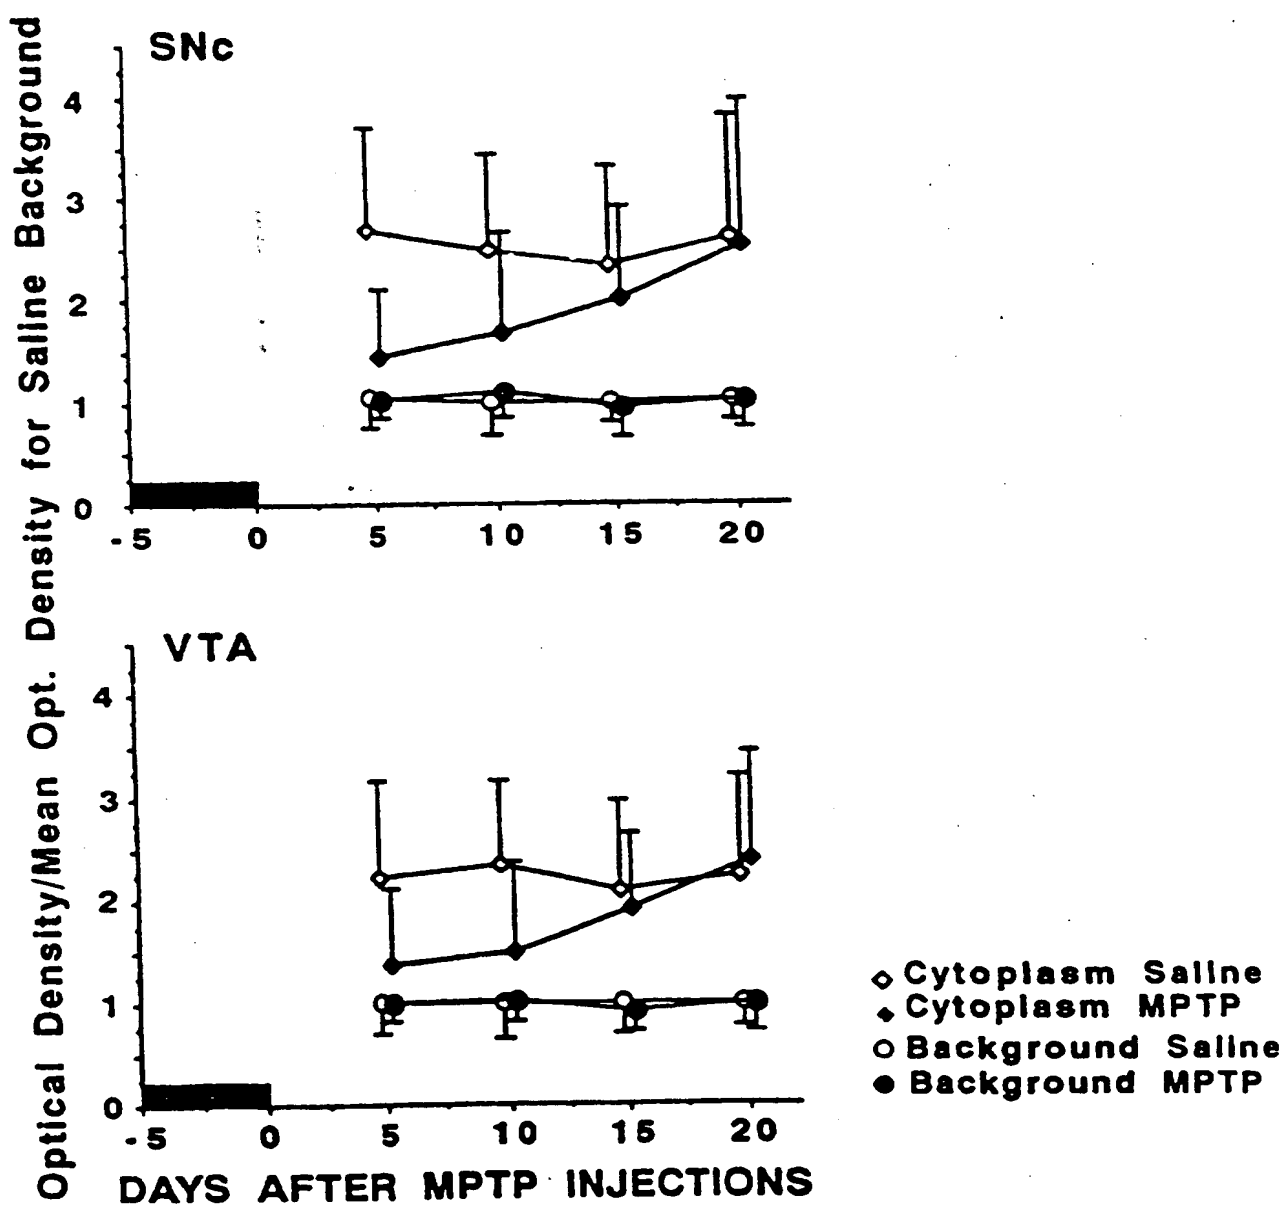 Optical Density/Mean Opt. Density for Saline Background
SNc
4
3
2
1
0
-5 0 5 10 15 20
VTA
4
3
2
1
0
-5 0 5 10 15 20
DAYS AFTER MPTP INJECTIONS
Cytoplasm Saline
Cytoplasm MPTP
Background Saline
Background MPTP